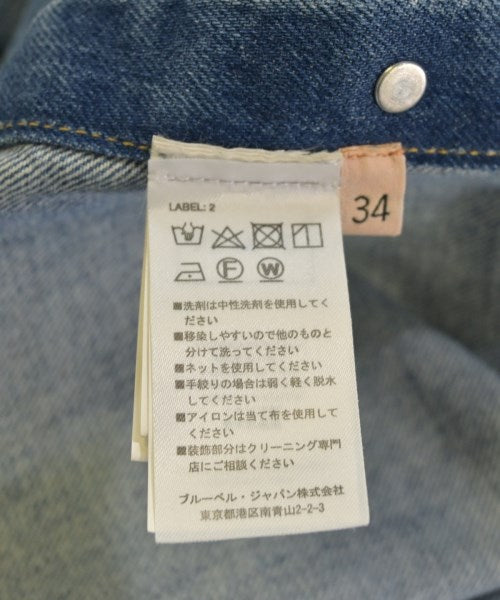 LABEL: 2
34
F W
■洗剤は中性洗剤を使用してく
ださい
■移染しやすいので他のものと
分けて洗ってください
■ネットを使用してください
■手絞りの場合は弱く軽く脱水
してください
■アイロンは当て布を使用して
ください
■装飾部分はクリーニング専門
店にご相談ください
ブルーベル・ジャパン株式会社
東京都港区南青山2-2-3